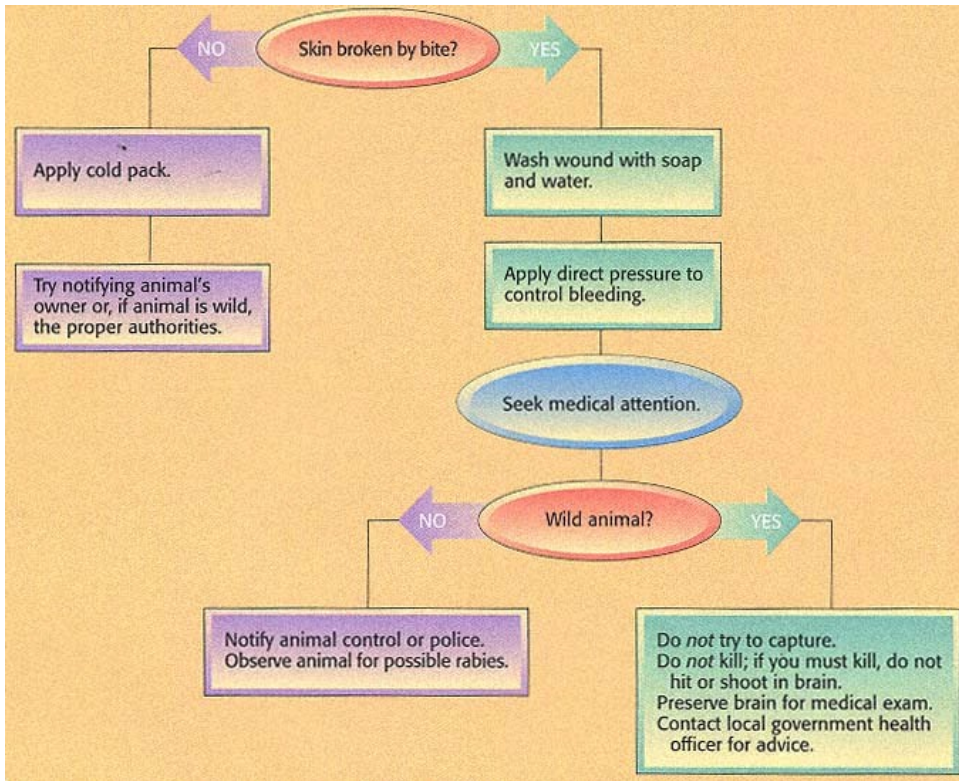 Skin broken by bite?
NO
YES
Apply cold pack.
Try notifying animal's
owner or, if animal is wild,
the proper authorities.
Wash wound with soap
and water.
Apply direct pressure to
control bleeding.
Seek medical attention.
Wild animal?
NO
YES
Notify animal control or police.
Observe animal for possible rabies.
Do not try to capture.
Do not kill; if you must kill, do not
hit or shoot in brain.
Preserve brain for medical exam.
Contact local government health
officer for advice.